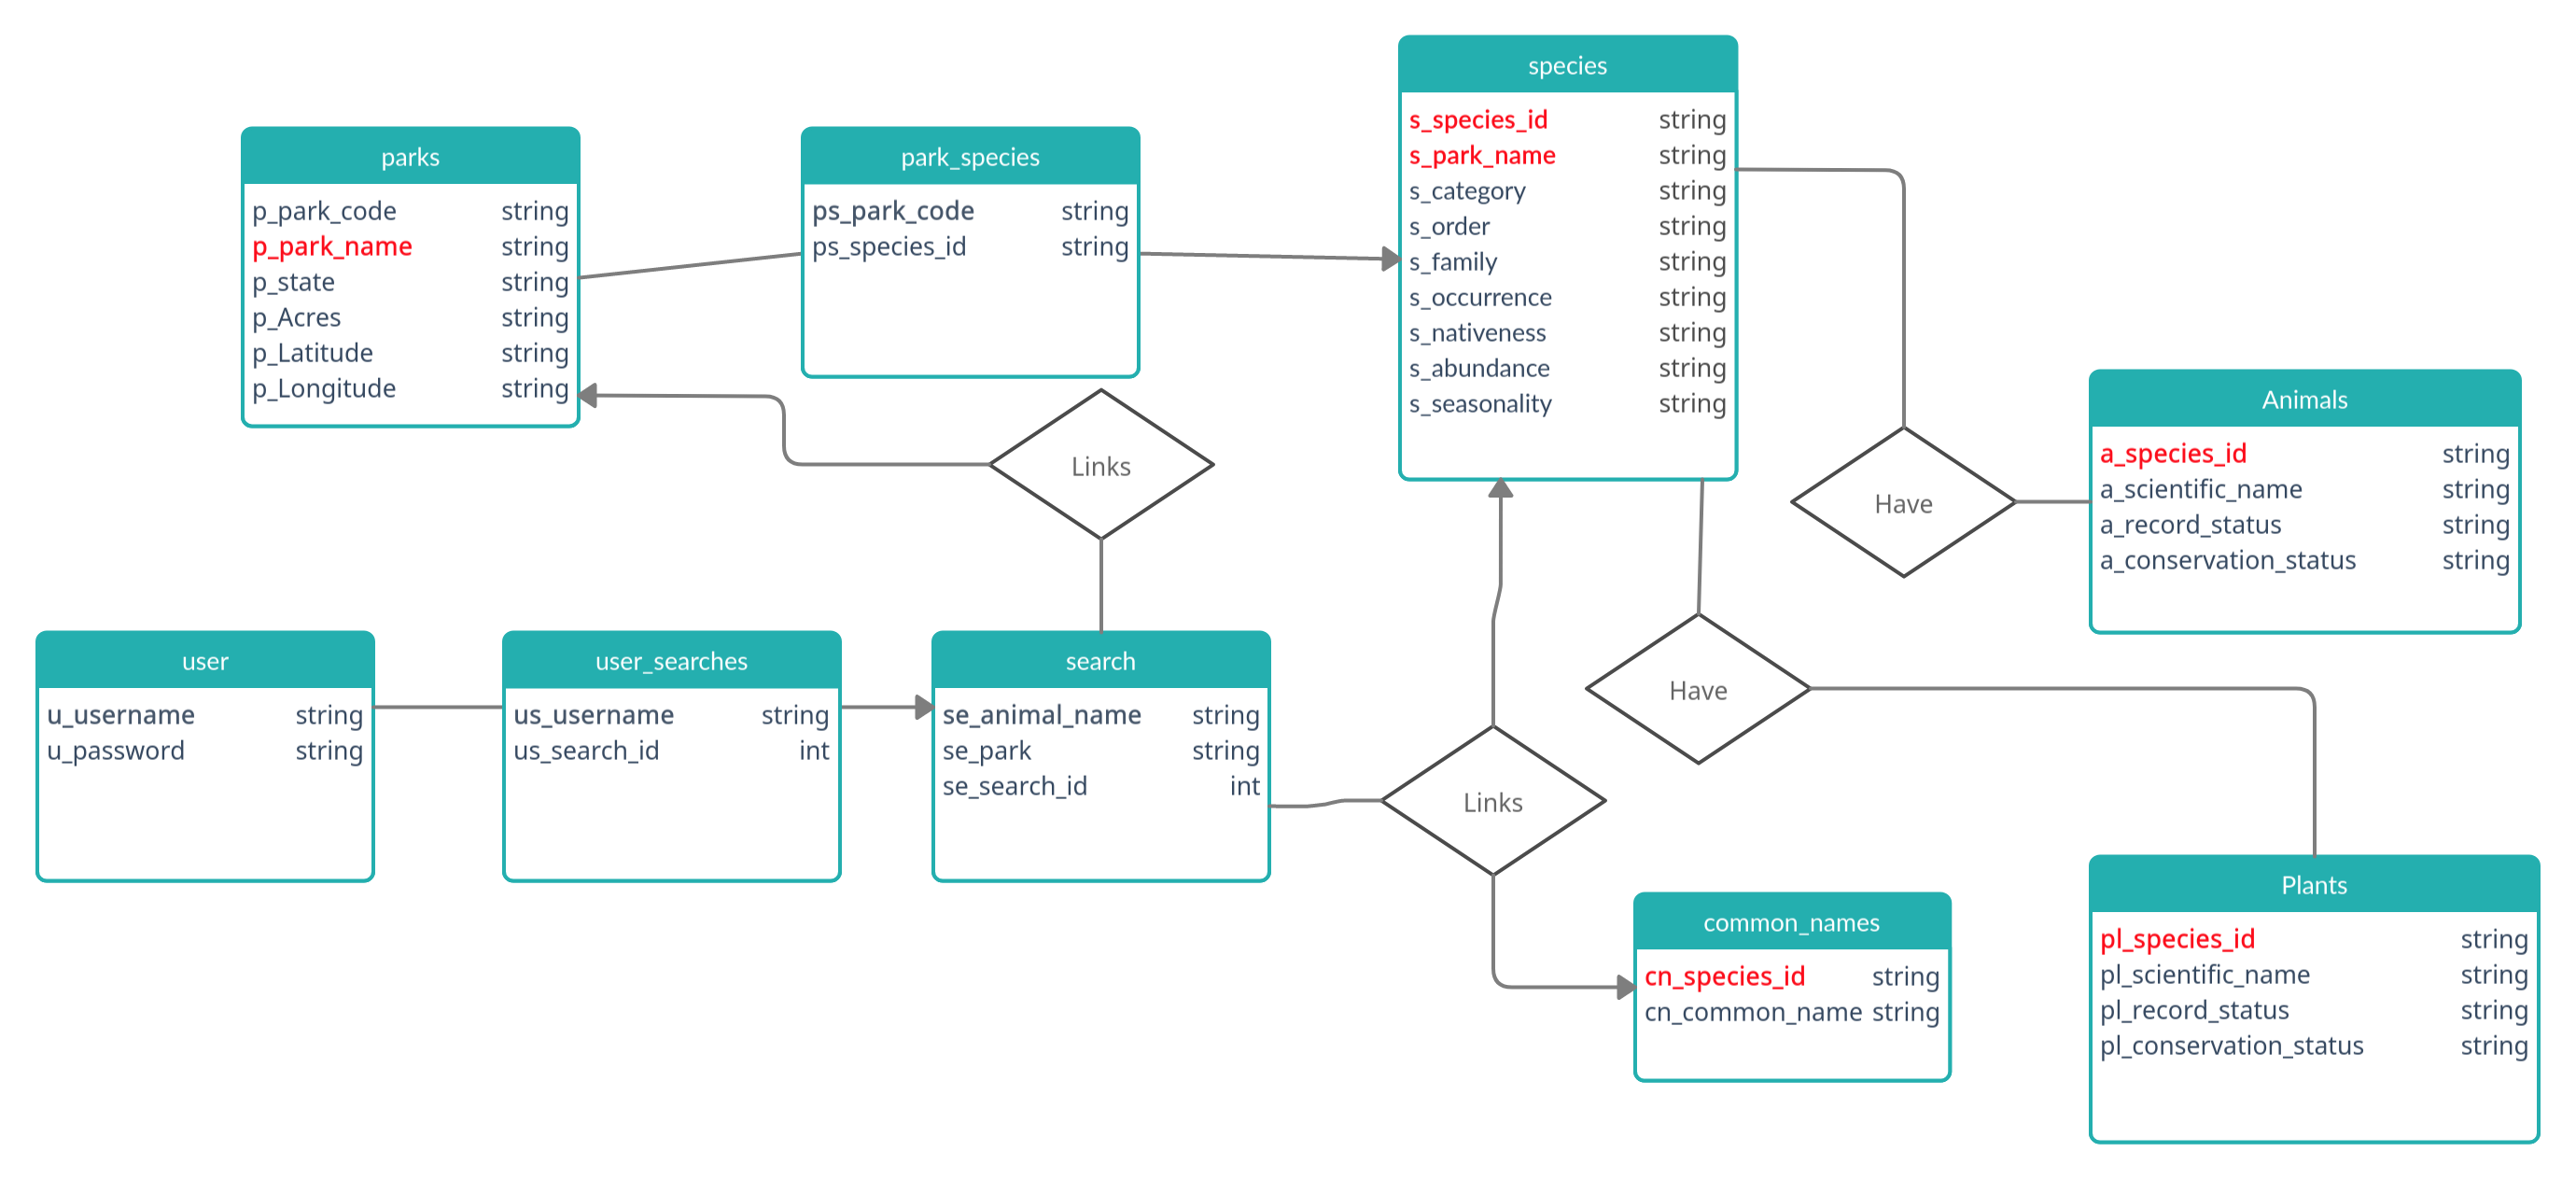 species
s_species_id string
s_park_name string
s_category string
s_order string
s_family string
s_occurrence string
s_nativeness string
s_abundance string
s_seasonality string
parks
p_park_code string
p_park_name string
p_state string
p_Acres string
p_Latitude string
p_Longitude string
park_species
ps_park_code string
ps_species_id string
Links
Animals
a_species_id string
a_scientific_name string
a_record_status string
a_conservation_status string
Have
user
u_username string
u_password string
user_searches
us_username string
us_search_id int
search
se_animal_name string
se_park string
se_search_id int
Have
Links
common_names
cn_species_id string
cn_common_name string
Plants
pl_species_id string
pl_scientific_name string
pl_record_status string
pl_conservation_status string